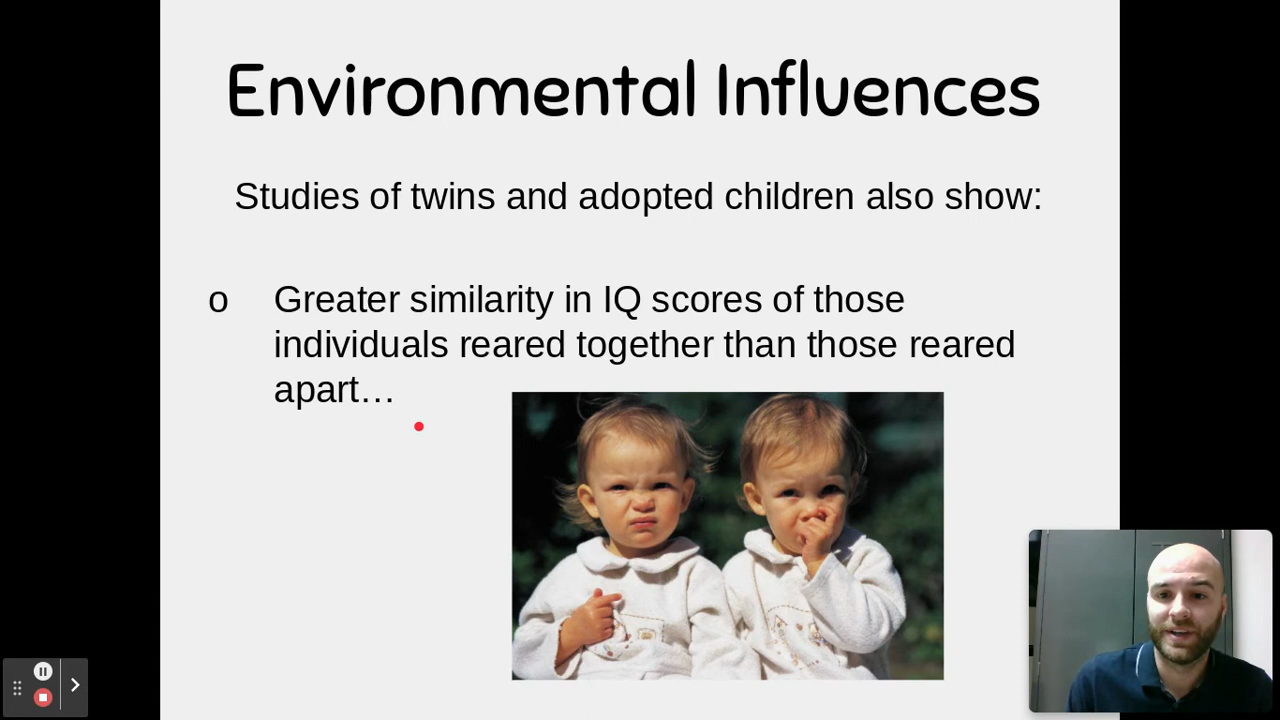 Environmental Influences
Studies of twins and adopted children also show:
o Greater similarity in IQ scores of those
individuals reared together than those reared
apart…